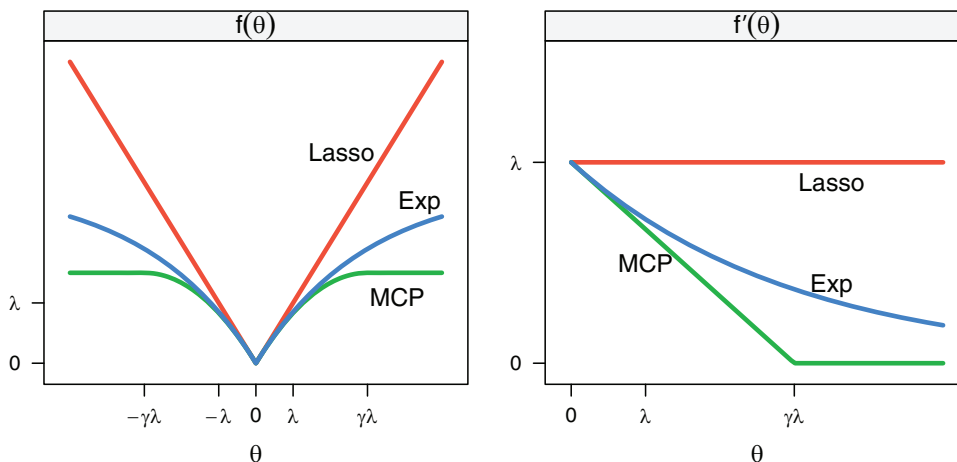 f(θ)
Lasso
Exp
MCP
λ
0
−γλ −λ 0 λ γλ
θ
f′(θ)
λ
Lasso
MCP
Exp
0
0 λ γλ
θ